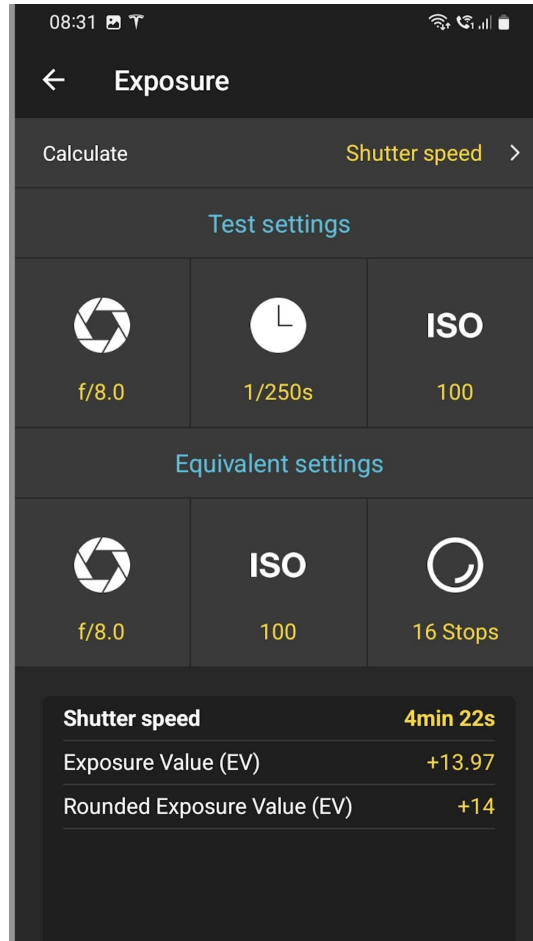 08:31
Exposure
Calculate Shutter speed
Test settings
ISO
f/8.0 1/250s 100
Equivalent settings
ISO
f/8.0 100 16 Stops
Shutter speed 4min 22s
Exposure Value (EV) +13.97
Rounded Exposure Value (EV) +14